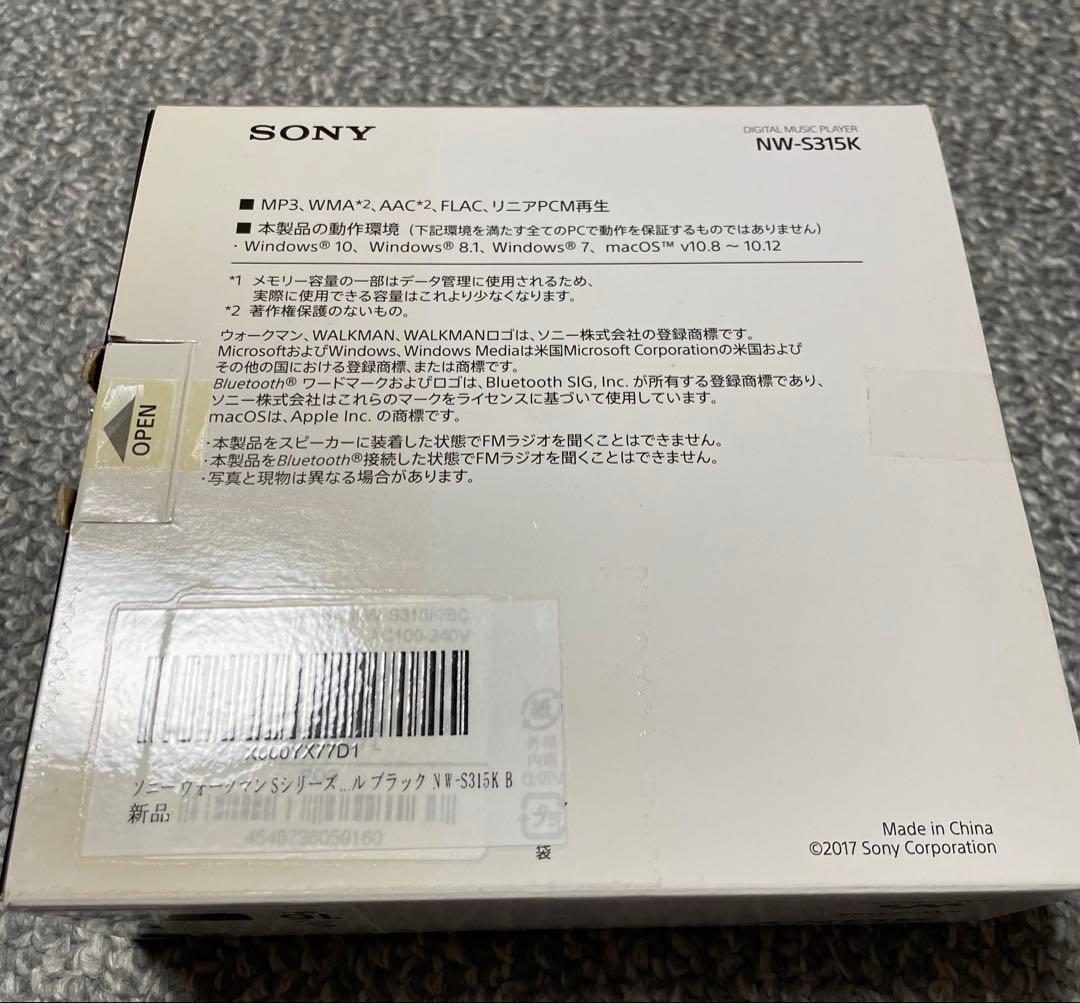 SONY
DIGITAL MUSIC PLAYER
NW-S315K
■ MP3、WMA*2、AAC*2、FLAC、リニアPCM再生
■ 本製品の動作環境（下記環境を満たす全てのPCで動作を保証するものではありません）
・Windows® 10、Windows® 8.1、Windows® 7、macOS™ v10.8 ～ 10.12
*1 メモリー容量の一部はデータ管理に使用されるため、
実際に使用できる容量はこれより少なくなります。
*2 著作権保護のないもの。
ウォークマン、WALKMAN、WALKMANロゴは、ソニー株式会社の登録商標です。
MicrosoftおよびWindows、Windows Mediaは米国Microsoft Corporationの米国および
その他の国における登録商標、または商標です。
Bluetooth® ワードマークおよびロゴは、Bluetooth SIG, Inc. が所有する登録商標であり、
ソニー株式会社はこれらのマークをライセンスに基づいて使用しています。
macOSは、Apple Inc. の商標です。
・本製品をスピーカーに装着した状態でFMラジオを聞くことはできません。
・本製品をBluetooth®接続した状態でFMラジオを聞くことはできません。
・写真と現物は異なる場合があります。
OPEN
S315K/BC
AC100-240V
X000YX77D1
ソニー ウォークマン Sシリーズ...ル ブラック NW-S315K B
新品
4548736059160
紙
外箱
内箱
仕切り
プラ
袋
Made in China
©2017 Sony Corporation